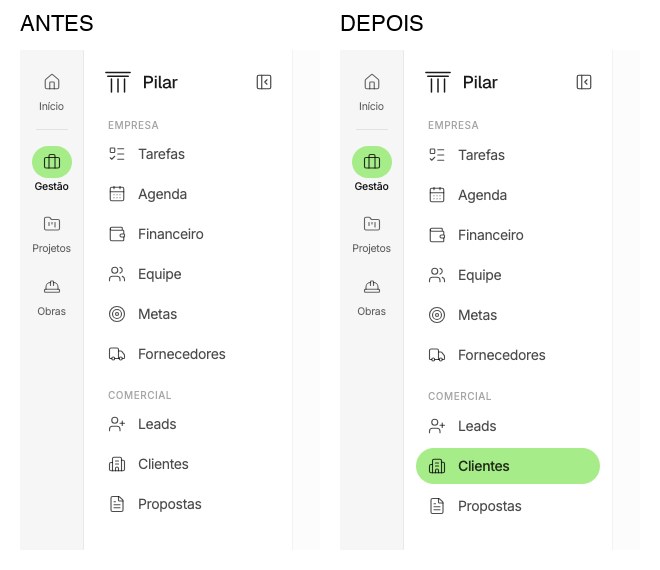 ANTES
Início
Gestão
Projetos
Obras
Pilar
EMPRESA
Tarefas
Agenda
Financeiro
Equipe
Metas
Fornecedores
COMERCIAL
Leads
Clientes
Propostas
DEPOIS
Início
Gestão
Projetos
Obras
Pilar
EMPRESA
Tarefas
Agenda
Financeiro
Equipe
Metas
Fornecedores
COMERCIAL
Leads
Clientes
Propostas